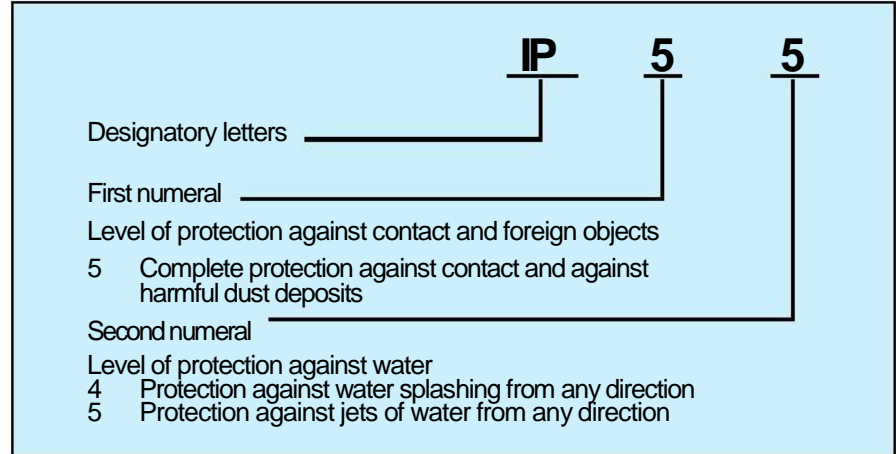 IP 5 5
Designatory letters
First numeral
Level of protection against contact and foreign objects
5 Complete protection against contact and against
harmful dust deposits
Second numeral
Level of protection against water
4 Protection against water splashing from any direction
5 Protection against jets of water from any direction